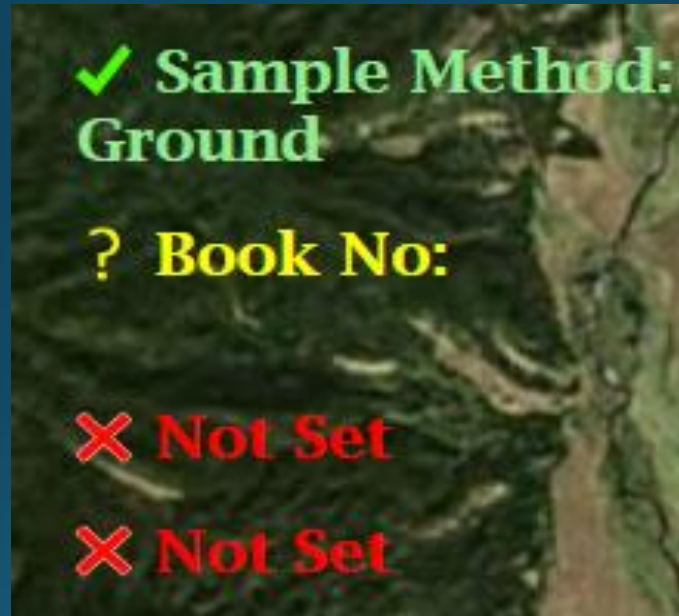 ✓ Sample Method:
Ground
? Book No:
❌ Not Set
❌ Not Set